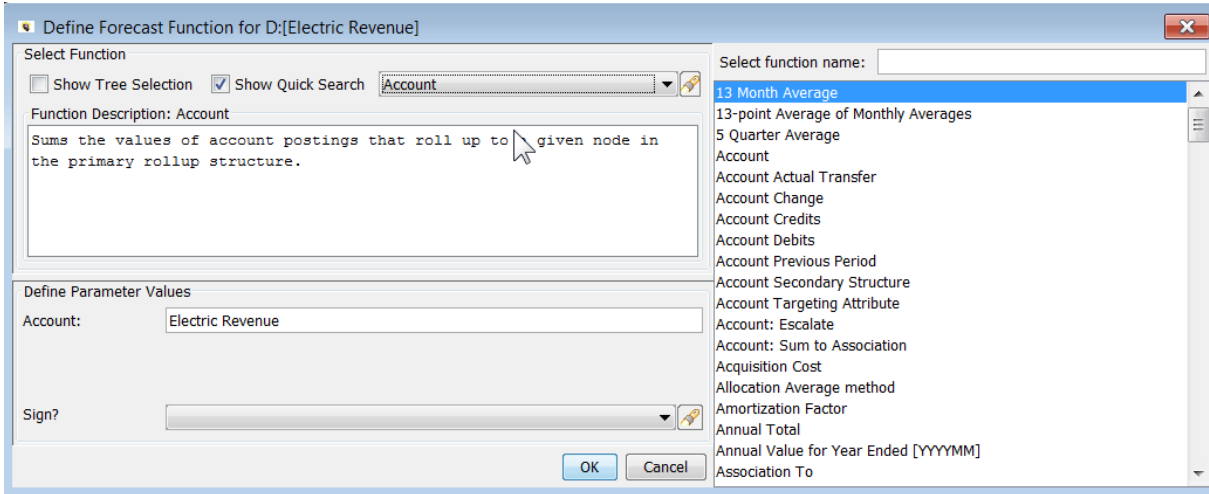 Define Forecast Function for D:[Electric Revenue]
Select Function
Show Tree Selection Show Quick Search Account
Function Description: Account
Sums the values of account postings that roll up to given node in
the primary rollup structure.
Define Parameter Values
Account: Electric Revenue
Sign?
OK Cancel
Select function name:
13 Month Average
13-point Average of Monthly Averages
5 Quarter Average
Account
Account Actual Transfer
Account Change
Account Credits
Account Debits
Account Previous Period
Account Secondary Structure
Account Targeting Attribute
Account: Escalate
Account: Sum to Association
Acquisition Cost
Allocation Average method
Amortization Factor
Annual Total
Annual Value for Year Ended [YYYYMM]
Association To